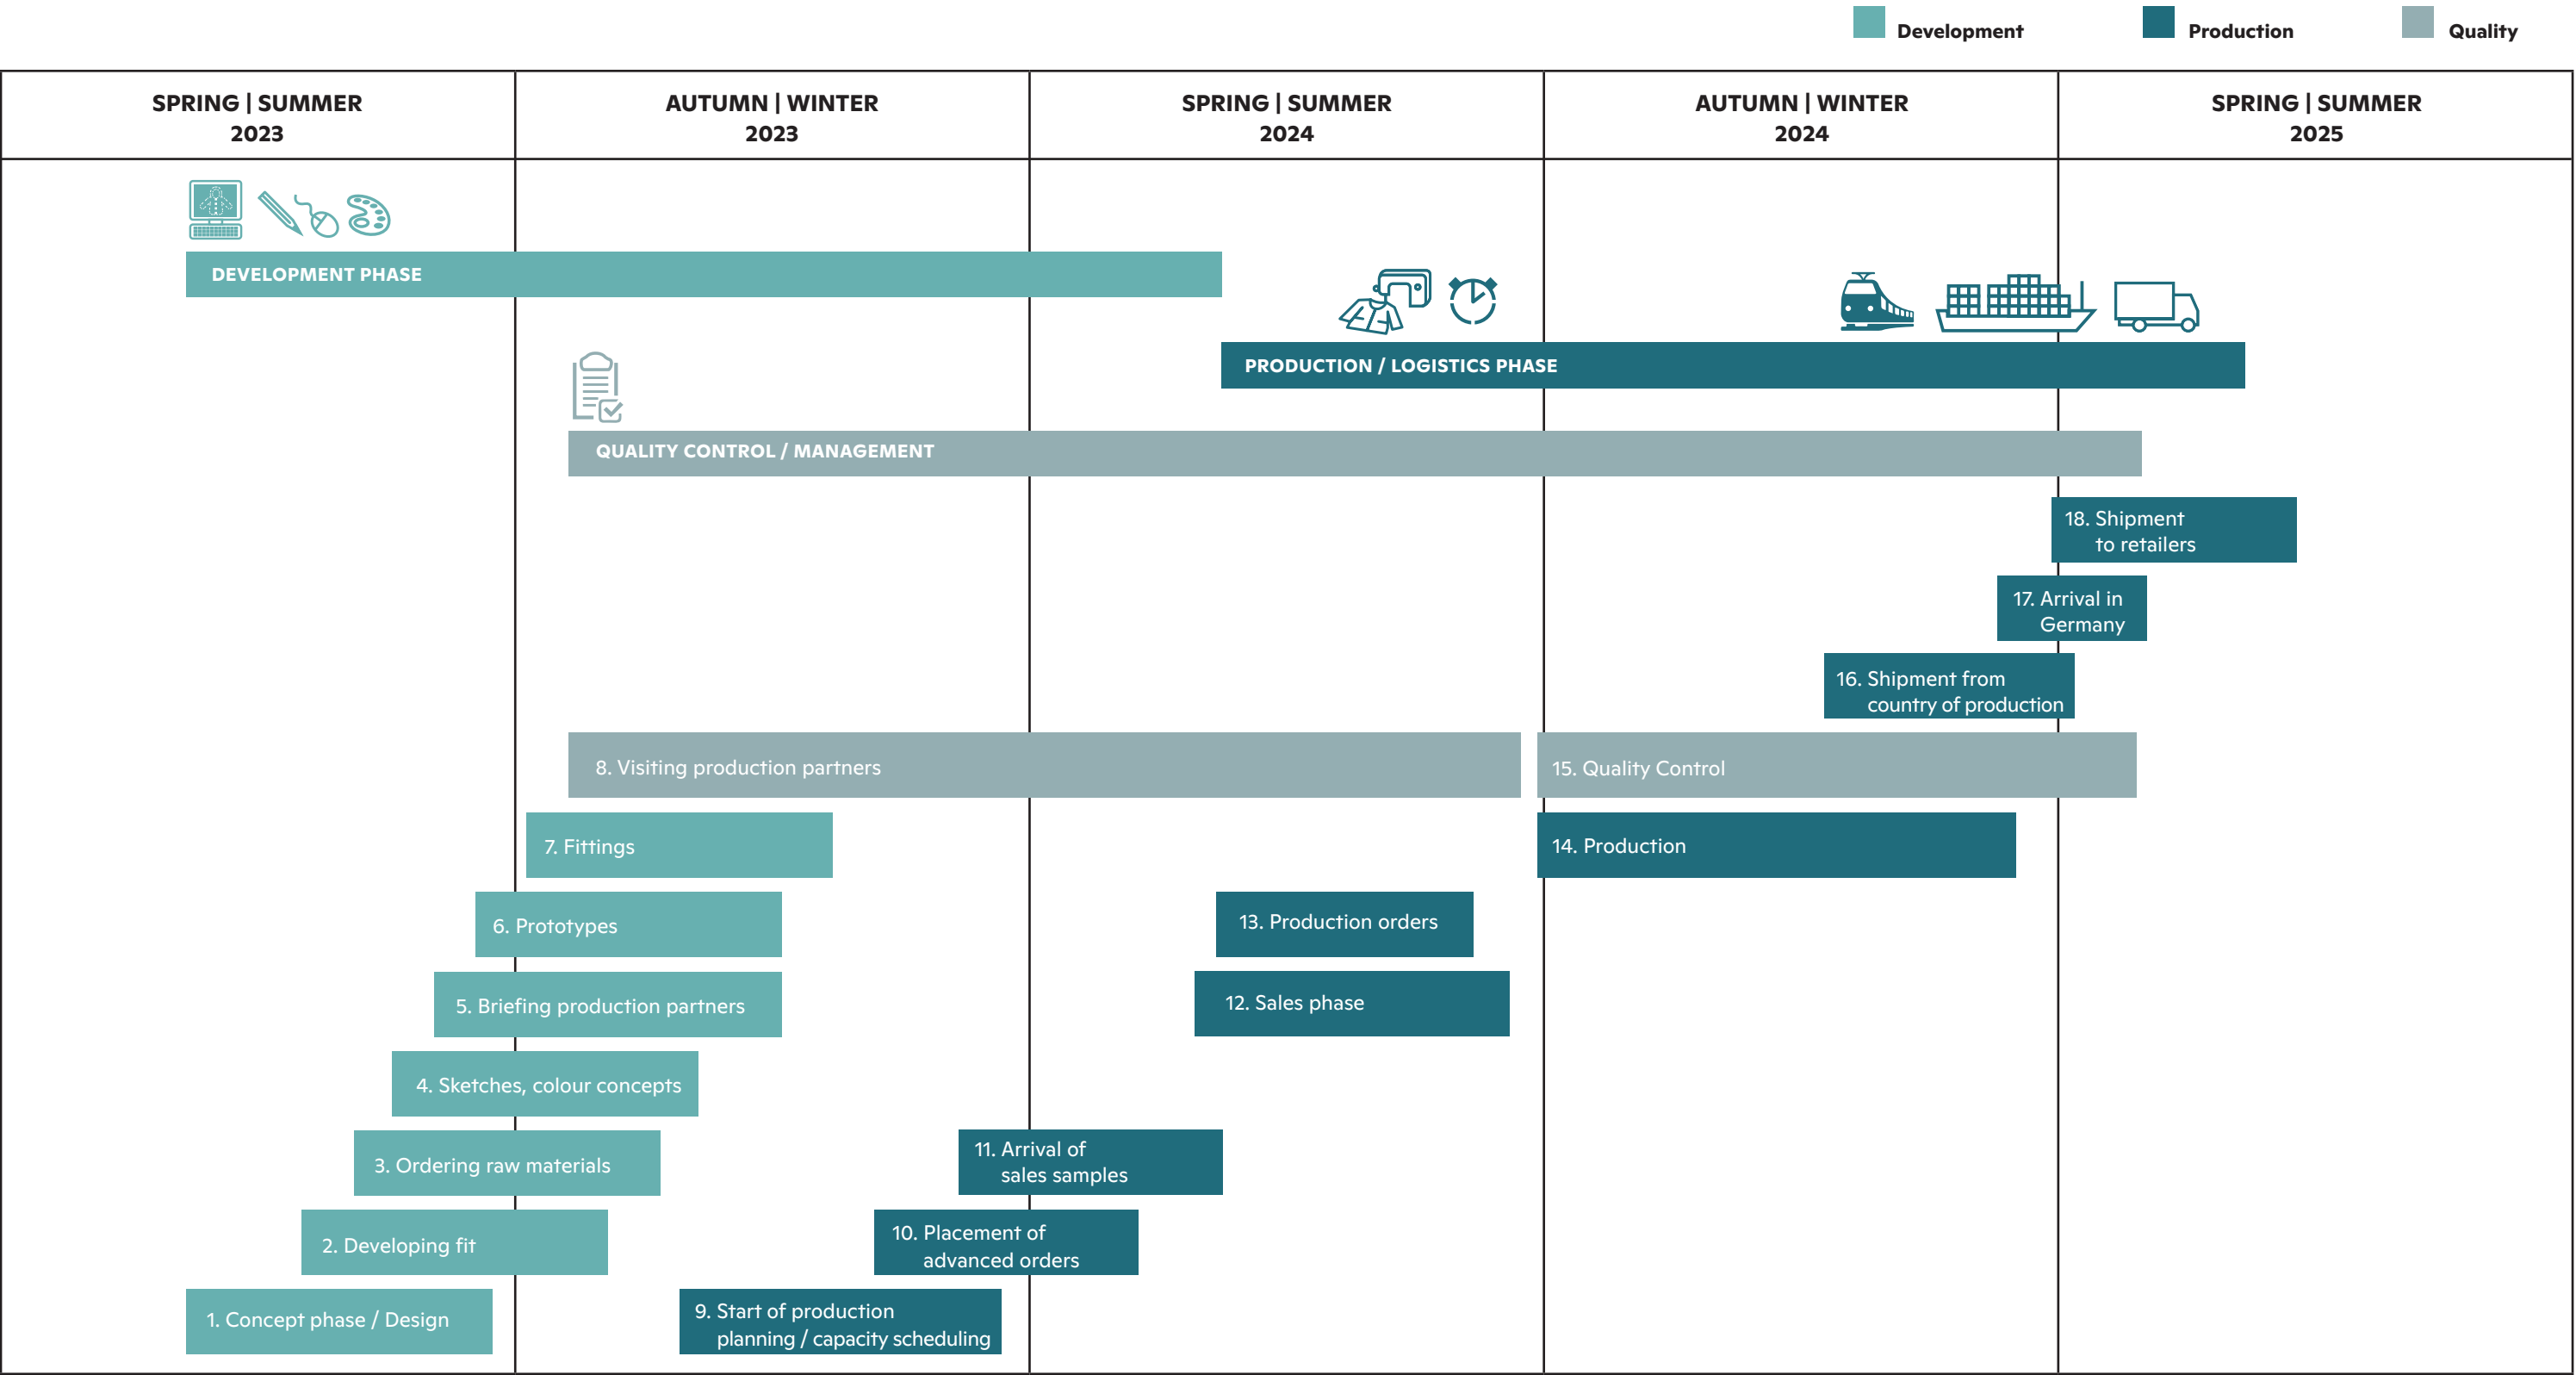 Development
Production
Quality
SPRING | SUMMER
2023
AUTUMN | WINTER
2023
SPRING | SUMMER
2024
AUTUMN | WINTER
2024
SPRING | SUMMER
2025
DEVELOPMENT PHASE
PRODUCTION / LOGISTICS PHASE
QUALITY CONTROL / MANAGEMENT
18. Shipment
to retailers
17. Arrival in
Germany
16. Shipment from
country of production
8. Visiting production partners
15. Quality Control
7. Fittings
14. Production
6. Prototypes
13. Production orders
5. Briefing production partners
12. Sales phase
4. Sketches, colour concepts
3. Ordering raw materials
11. Arrival of
sales samples
2. Developing fit
10. Placement of
advanced orders
1. Concept phase / Design
9. Start of production
planning / capacity scheduling